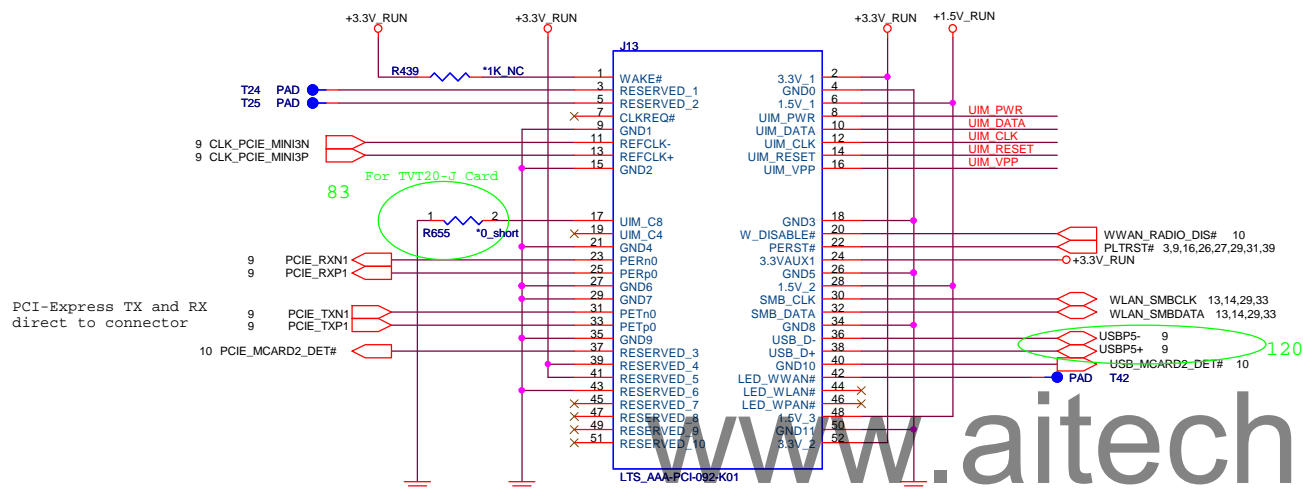 +3.3V_RUN
+3.3V_RUN
+3.3V_RUN
+1.5V_RUN
J13
R439
*1K_NC
T24 PAD
T25 PAD
1 WAKE#
3 RESERVED_1
5 RESERVED_2
7 CLKREQ#
9 GND1
11 REFCLK-
13 REFCLK+
15 GND2
17 UIM_C8
19 UIM_C4
21 GND4
23 PERn0
25 PERp0
27 GND6
29 GND7
31 PETn0
33 PETp0
35 GND9
37 RESERVED_3
39 RESERVED_4
41 RESERVED_5
43 RESERVED_6
45 RESERVED_7
47 RESERVED_8
49 RESERVED_9
51 RESERVED_10
3.3V_1 2
GND0 4
1.5V_1 6
UIM_PWR 8
UIM_DATA 10
UIM_CLK 12
UIM_RESET 14
UIM_VPP 16
GND3 18
W_DISABLE# 20
PERST# 22
3.3VAUX1 24
GND5 26
1.5V_2 28
SMB_CLK 30
SMB_DATA 32
GND8 34
USB_D- 36
USB_D+ 38
GND10 40
LED_WWAN# 42
LED_WLAN# 44
LED_WPAN# 46
1.5V_3 48
GND11 50
3.3V_2 52
UIM_PWR
UIM_DATA
UIM_CLK
UIM_RESET
UIM_VPP
9 CLK_PCIE_MINI3N
9 CLK_PCIE_MINI3P
For TVT20-J Card
83
1 2
R655 *0_short
9 PCIE_RXN1
9 PCIE_RXP1
PCI-Express TX and RX
direct to connector
9 PCIE_TXN1
9 PCIE_TXP1
10 PCIE_MCARD2_DET#
WWAN_RADIO_DIS# 10
PLTRST# 3,9,16,26,27,29,31,39
+3.3V_RUN
WLAN_SMBCLK 13,14,29,33
WLAN_SMBDATA 13,14,29,33
USBP5- 9
USBP5+ 9
120
USB_MCARD2_DET# 10
PAD T42
LTS_AAA-PCI-092-K01
www.aitech